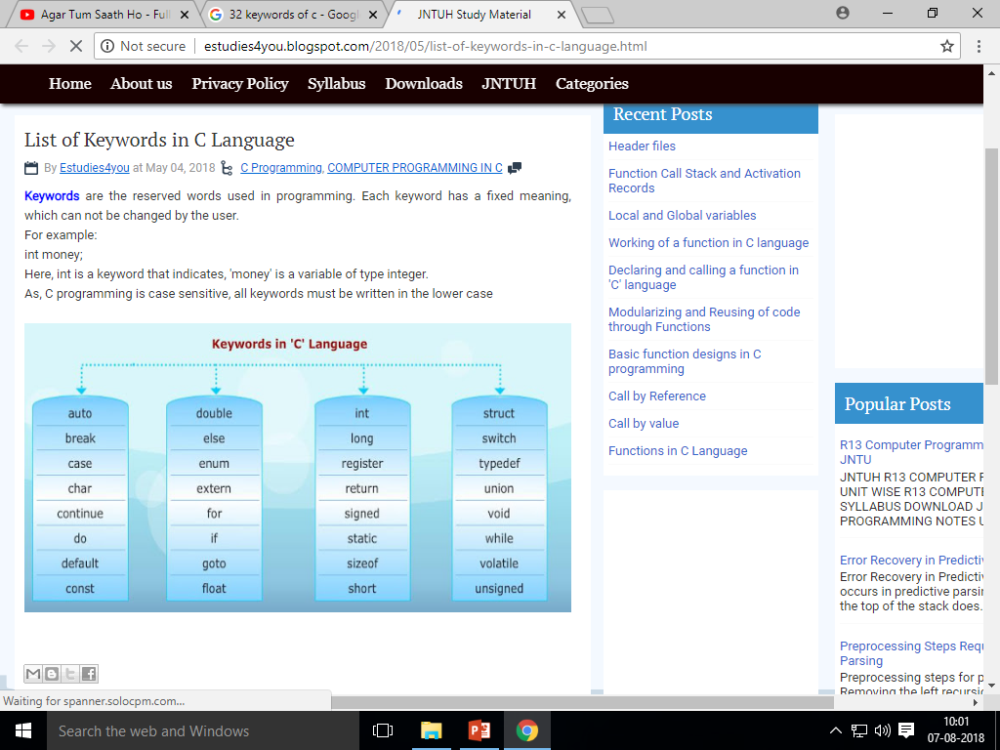 Agar Tum Saath Ho - Full
32 keywords of c - Googl
JNTUH Study Material
Not secure
estudies4you.blogspot.com/2018/05/list-of-keywords-in-c-language.html
Home About us Privacy Policy Syllabus Downloads JNTUH Categories
List of Keywords in C Language
By Estudies4you at May 04, 2018 C Programming, COMPUTER PROGRAMMING IN C
Keywords are the reserved words used in programming. Each keyword has a fixed meaning,
which can not be changed by the user.
For example:
int money;
Here, int is a keyword that indicates, 'money' is a variable of type integer.
As, C programming is case sensitive, all keywords must be written in the lower case
Keywords in 'C' Language
auto double int struct
break else long switch
case enum register typedef
char extern return union
continue for signed void
do if static while
default goto sizeof volatile
const float short unsigned
Recent Posts
Header files
Function Call Stack and Activation
Records
Local and Global variables
Working of a function in C language
Declaring and calling a function in
'C' language
Modularizing and Reusing of code
through Functions
Basic function designs in C
programming
Call by Reference
Call by value
Functions in C Language
Popular Posts
R13 Computer Programm
JNTU
JNTUH R13 COMPUTER
UNIT WISE R13 COMPUT
SYLLABUS DOWNLOAD J
PROGRAMMING NOTES
Error Recovery in Predicti
Error Recovery in Predicti
occurs in predictive parsi
the top of the stack does.
Preprocessing Steps Req
Parsing
Preprocessing steps for p
Removing the left recursi
Waiting for spanner.solocpm.com...
Search the web and Windows
10:01
07-08-2018